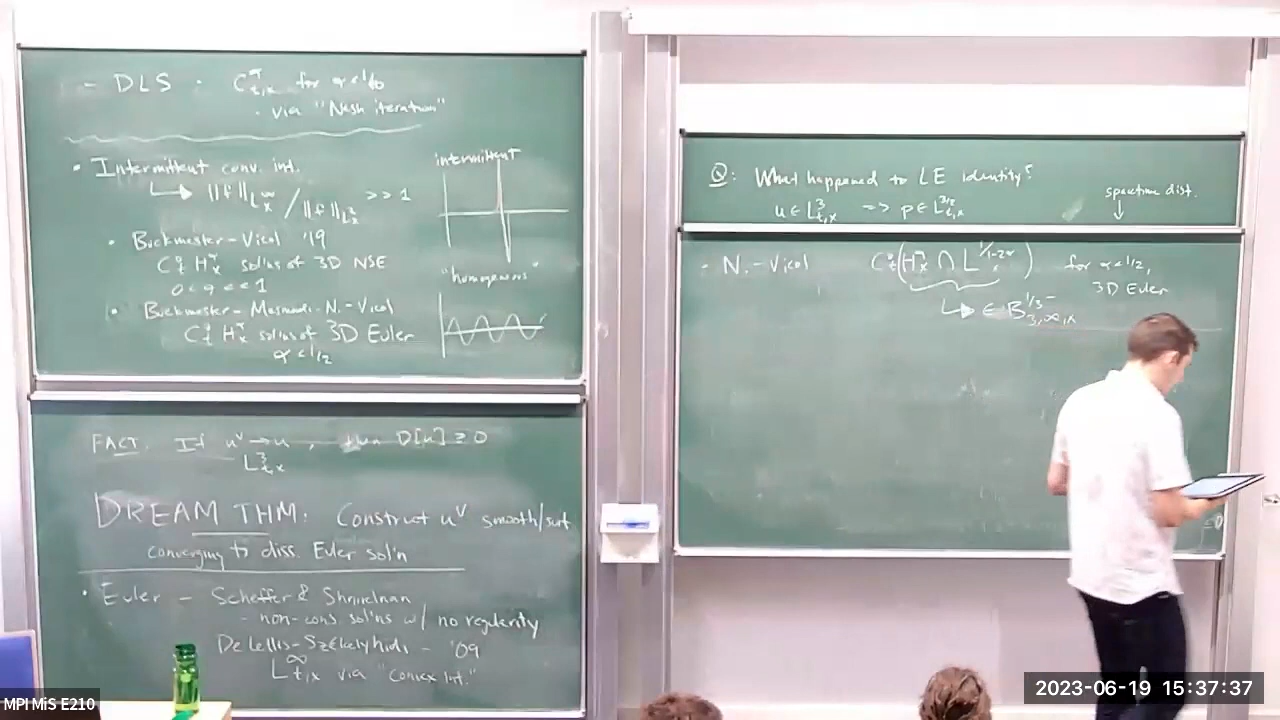 - DLS - C^α_{t,x} for α<1/10
- via "Nash iteration"
• Intermittent conv. int.
↳ ||f||_{L^∞_x} / ||f||_{L^2_x} >> 1
intermittent
• Buckmaster-Vicol '19
C^0_t H^α_x sol'ns of 3D NSE
0<α<<1
"homogeneous"
• Buckmaster-Masmoudi-N.-Vicol
C^0_t H^α_x sol'ns of 3D Euler
α<1/2
FACT. If u^ν → u, then D[u] ≥ 0
L^3_{t,x}
DREAM THM: Construct u^ν smooth/suit
converging to diss. Euler sol'n
• Euler - Scheffer & Shnirelman
- non-cons. sol'ns w/ no regularity
De Lellis-Székelyhidi - '09
L^∞_{t,x} via "convex int."
Q: What happened to LE identity?
u ∈ L^3_{t,x} => p ∈ L^{3/2}_{t,x}
spacetime dist.
- N.-Vicol C^0_t(H^α_x ∩ L^{1/1-2α}_x) for α<1/2,
3D Euler
↳ ∈ B^{1/3-}_{3,∞,x}
MPI MiS E210
2023-06-19 15:37:37